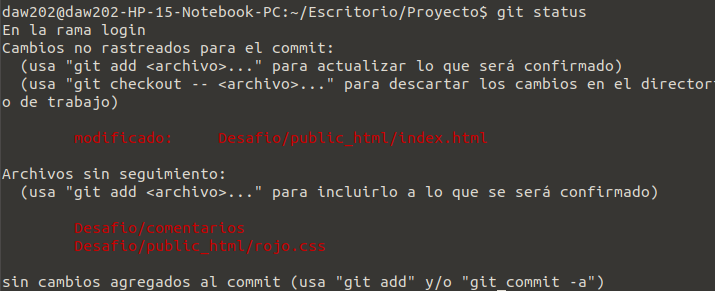 daw202@daw202-HP-15-Notebook-PC:~/Escritorio/Proyecto$ git status
En la rama login
Cambios no rastreados para el commit:
  (usa "git add <archivo>..." para actualizar lo que será confirmado)
  (usa "git checkout -- <archivo>..." para descartar los cambios en el director
o de trabajo)
        modificado:     Desafio/public_html/index.html
Archivos sin seguimiento:
  (usa "git add <archivo>..." para incluirlo a lo que se será confirmado)
        Desafio/comentarios
        Desafio/public_html/rojo.css
sin cambios agregados al commit (usa "git add" y/o "git commit -a")